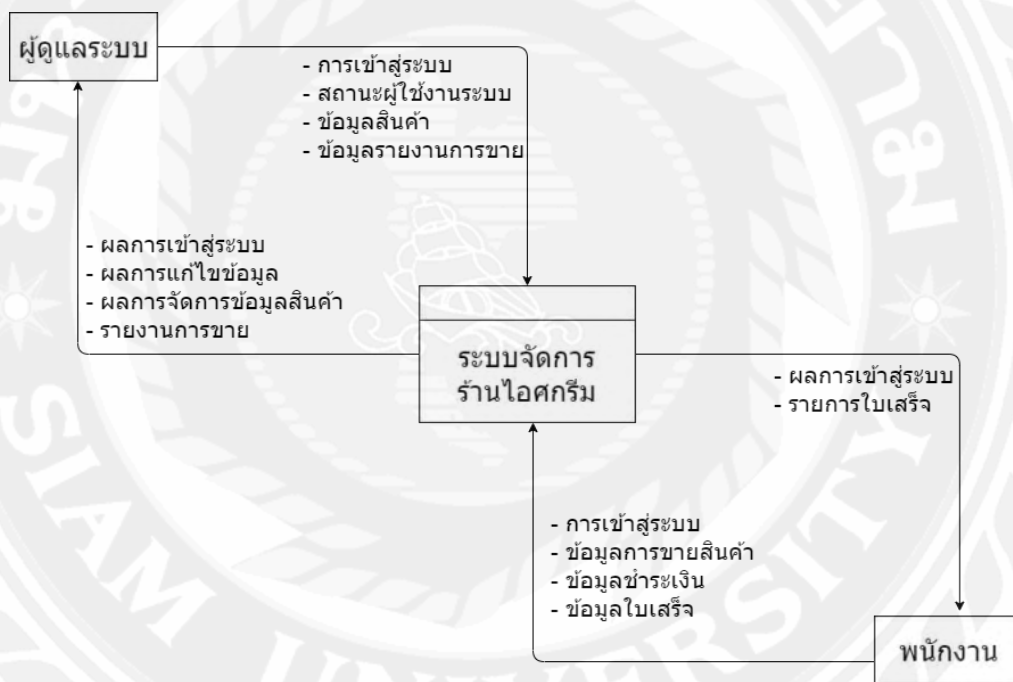 ผู้ดูแลระบบ
- การเข้าสู่ระบบ
- สถานะผู้ใช้งานระบบ
- ข้อมูลสินค้า
- ข้อมูลรายงานการขาย
- ผลการเข้าสู่ระบบ
- ผลการแก้ไขข้อมูล
- ผลการจัดการข้อมูลสินค้า
- รายงานการขาย
ระบบจัดการ
ร้านไอศกรีม
- ผลการเข้าสู่ระบบ
- รายการใบเสร็จ
- การเข้าสู่ระบบ
- ข้อมูลการขายสินค้า
- ข้อมูลชำระเงิน
- ข้อมูลใบเสร็จ
พนักงาน
SIAM UNIVERSITY